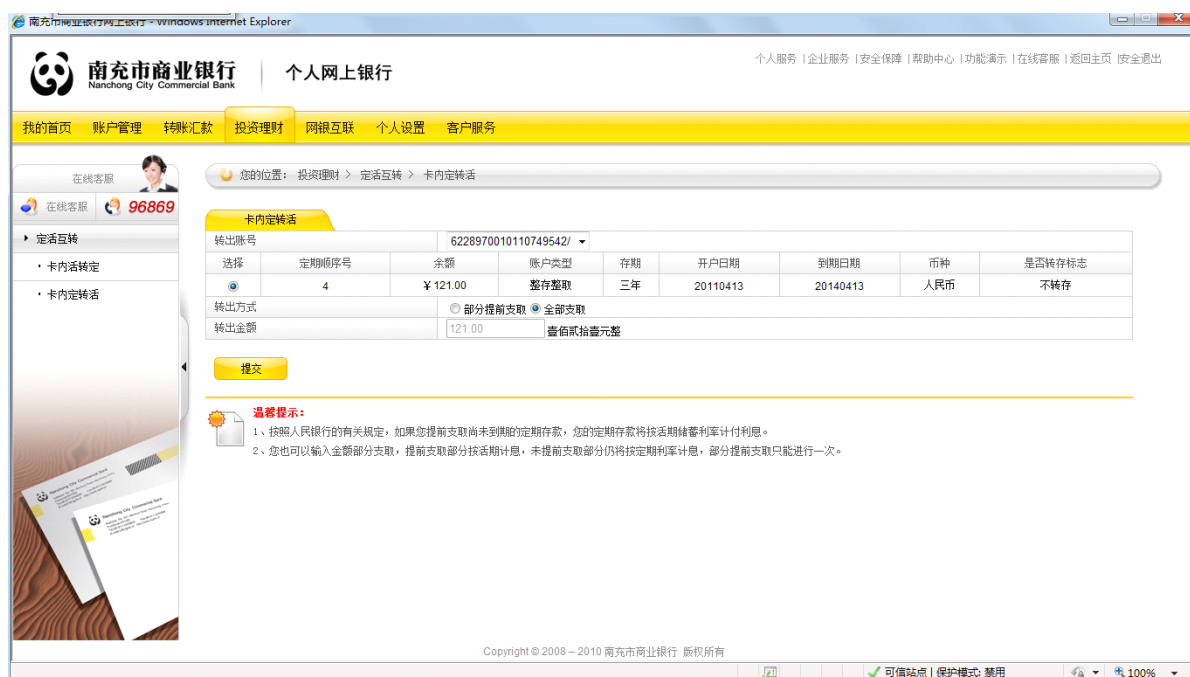 南充市商业银行网上银行 - Windows Internet Explorer
南充市商业银行
Nanchong City Commercial Bank
个人网上银行
个人服务 | 企业服务 | 安全保障 | 帮助中心 | 功能演示 | 在线客服 | 返回主页 | 安全退出
我的首页 账户管理 转账汇款 投资理财 网银互联 个人设置 客户服务
在线客服
在线客服 96869
定活互转
· 卡内活转定
· 卡内定转活
您的位置: 投资理财 > 定活互转 > 卡内定转活
卡内定转活
转出账号 6228970010110749542/
选择 定期顺序号 余额 账户类型 存期 开户日期 到期日期 币种 是否转存标志
4 ¥121.00 整存整取 三年 20110413 20140413 人民币 不转存
转出方式 部分提前支取 全部支取
转出金额 121.00 壹佰贰拾壹元整
提交
温馨提示:
1、按照人民银行的有关规定，如果您提前支取尚未到期的定期存款，您的定期存款将按活期储蓄利率计付利息。
2、您也可以输入金额部分支取，提前支取部分按活期计息，未提前支取部分仍将按定期利率计息，部分提前支取只能进行一次。
Nanchong City Commercial Bank
Nanchong City Commercial Bank
Copyright © 2008 – 2010 南充市商业银行 版权所有
可信站点 | 保护模式: 禁用
100%